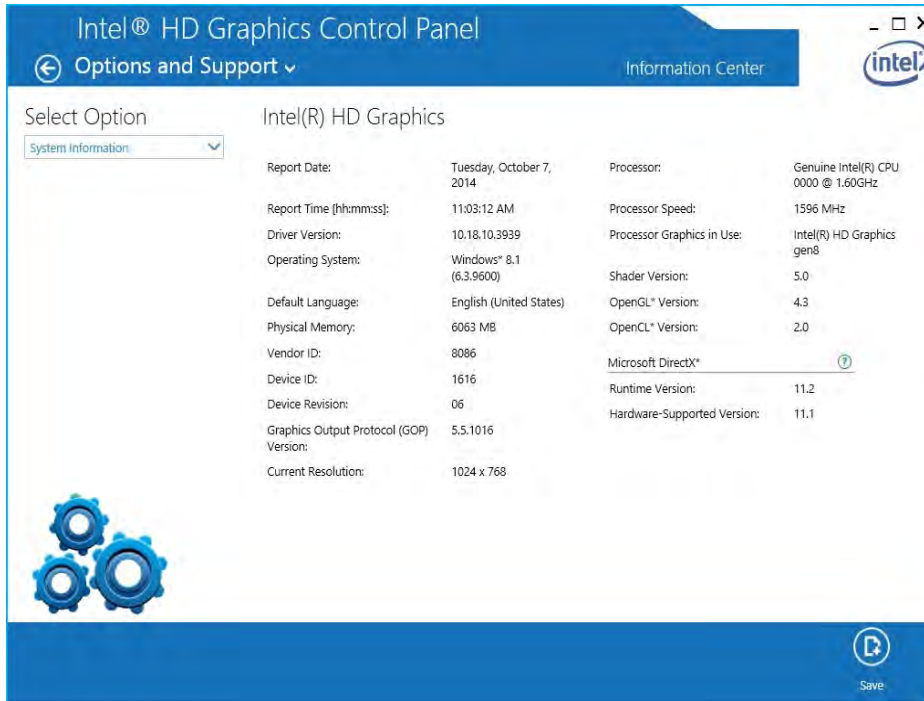 Intel® HD Graphics Control Panel
Options and Support
Information Center
intel
Select Option
System Information
Intel(R) HD Graphics
Report Date:
Tuesday, October 7,
2014
Report Time [hh:mm:ss]:
11:03:12 AM
Driver Version:
10.18.10.3939
Operating System:
Windows* 8.1
(6.3.9600)
Default Language:
English (United States)
Physical Memory:
6063 MB
Vendor ID:
8086
Device ID:
1616
Device Revision:
06
Graphics Output Protocol (GOP)
Version:
5.5.1016
Current Resolution:
1024 x 768
Processor:
Genuine Intel(R) CPU
0000 @ 1.60GHz
Processor Speed:
1596 MHz
Processor Graphics in Use:
Intel(R) HD Graphics
gen8
Shader Version:
5.0
OpenGL* Version:
4.3
OpenCL* Version:
2.0
Microsoft DirectX*
?
Runtime Version:
11.2
Hardware-Supported Version:
11.1
Save